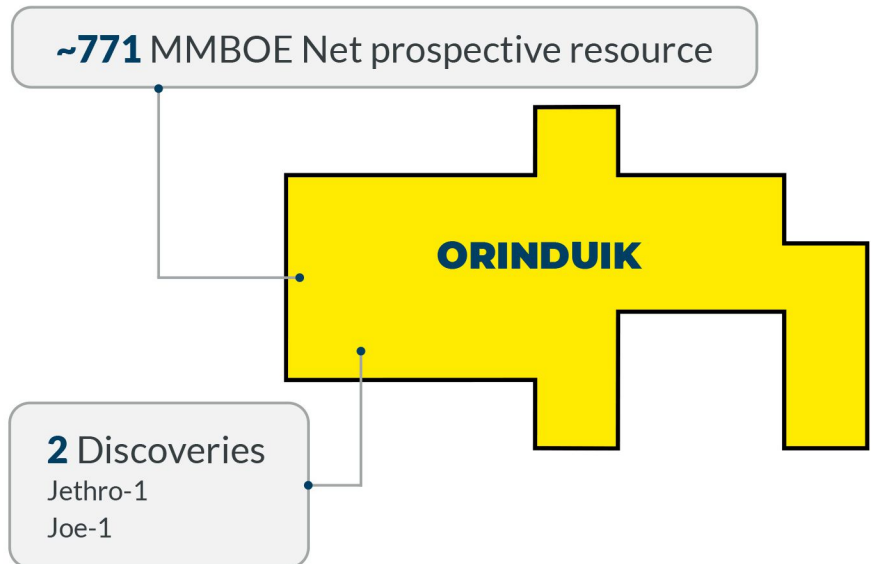 ~771 MMBOE Net prospective resource
ORINDUIK
2 Discoveries
Jethro-1
Joe-1